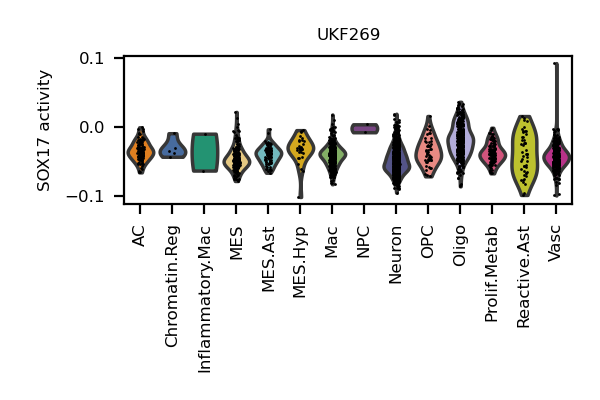 UKF269
SOX17 activity
0.1
0.0
−0.1
AC
Chromatin.Reg
Inflammatory.Mac
MES
MES.Ast
MES.Hyp
Mac
NPC
Neuron
OPC
Oligo
Prolif.Metab
Reactive.Ast
Vasc